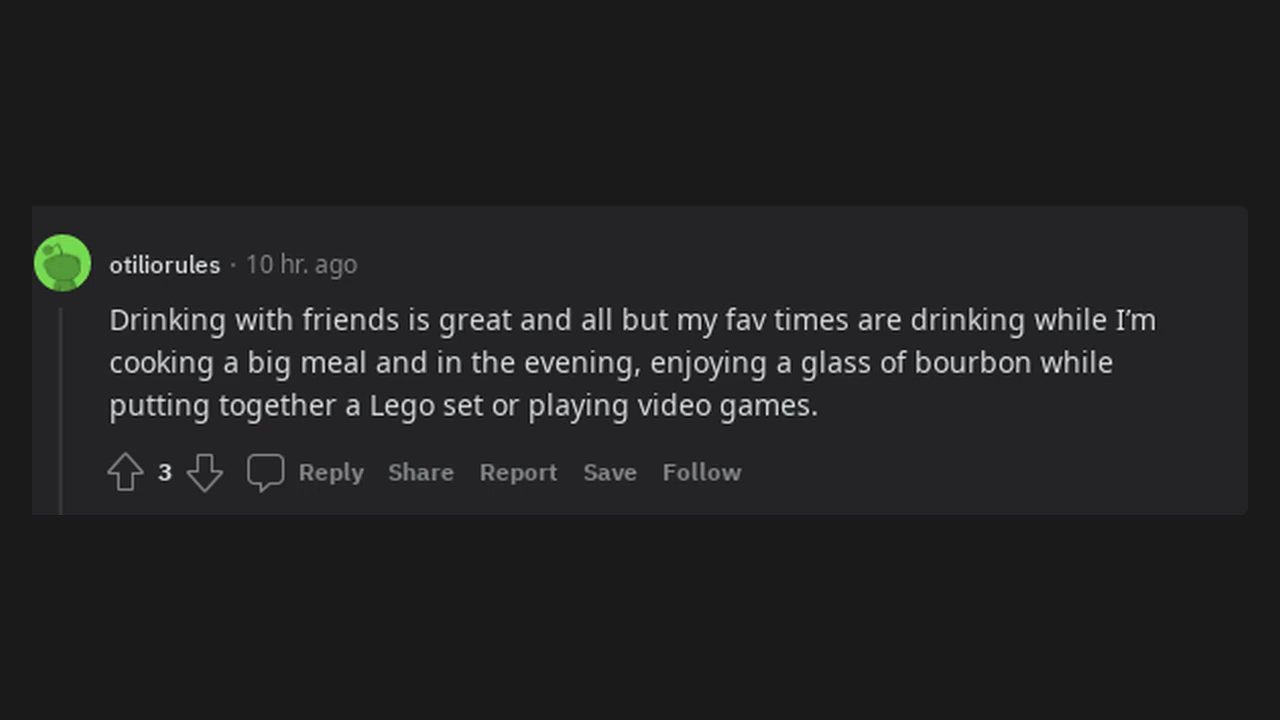 otiliorules · 10 hr. ago
Drinking with friends is great and all but my fav times are drinking while I’m
cooking a big meal and in the evening, enjoying a glass of bourbon while
putting together a Lego set or playing video games.
3 Reply Share Report Save Follow